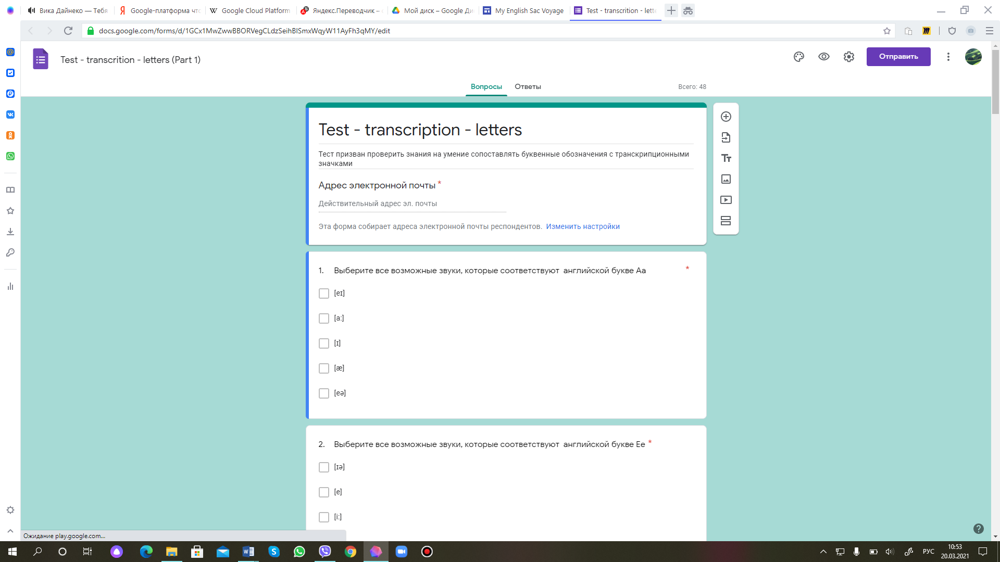 Вика Дайнеко — Тебя
Google-платформа что
Google Cloud Platform
Яндекс.Переводчик –
Мой диск – Google Ди
My English Sac Voyage
Test - transcrition - lette
docs.google.com/forms/d/1GCx1MwZwwBBORVegCLdzSeihBISmxWqyW11AyFh3qMY/edit
Test - transcrition - letters (Part 1)
Отправить
Вопросы
Ответы
Всего: 48
Test - transcription - letters
Тест призван проверить знания на умение сопоставлять буквенные обозначения с транскрипционными
значками
Адрес электронной почты *
Действительный адрес эл. почты
Эта форма собирает адреса электронной почты респондентов. Изменить настройки
1. Выберите все возможные звуки, которые соответствуют английской букве Aa *
[eɪ]
[a:]
[ɪ]
[æ]
[eə]
2. Выберите все возможные звуки, которые соответствуют английской букве Ee *
[ɪə]
[e]
[i:]
Ожидание play.google.com...
РУС
10:53
20.03.2021